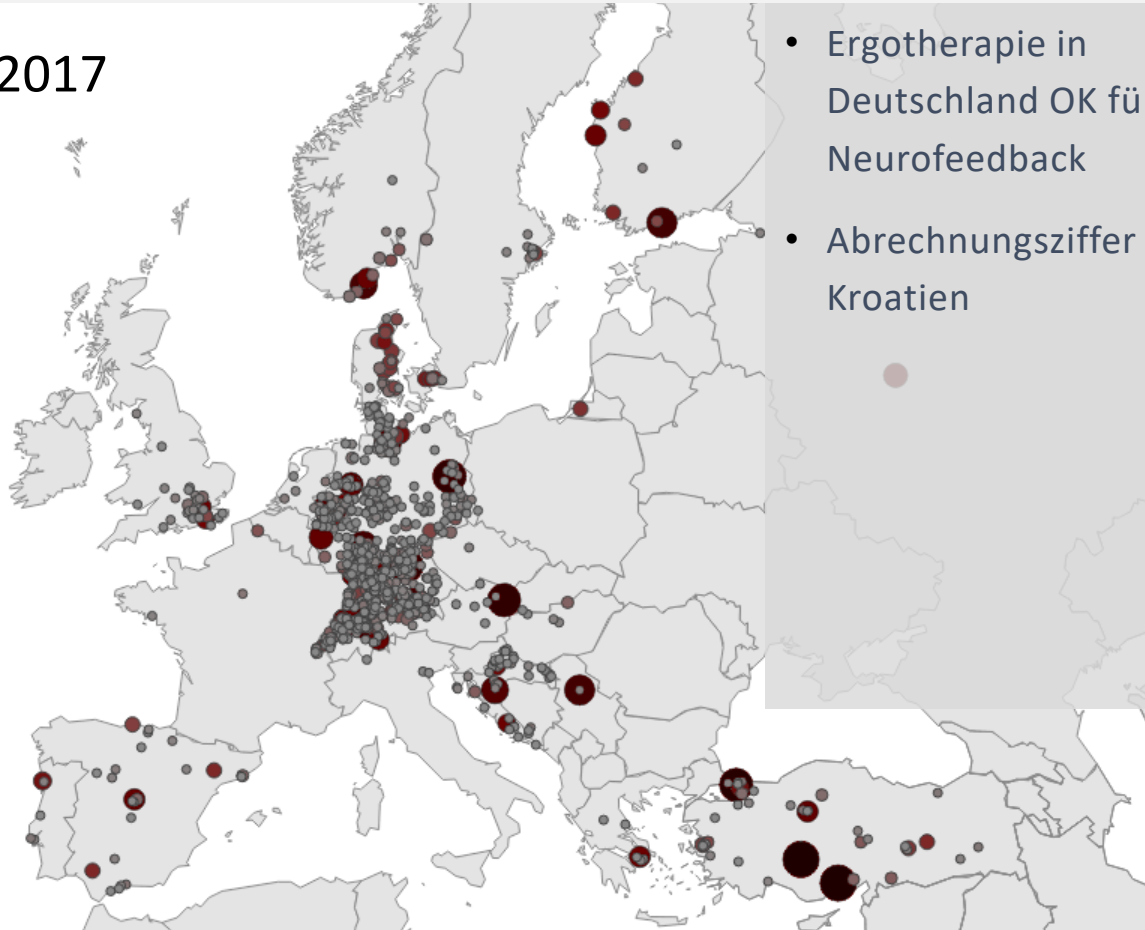 2017
Ergotherapie in
Deutschland OK fü
Neurofeedback
Abrechnungsziffer
Kroatien